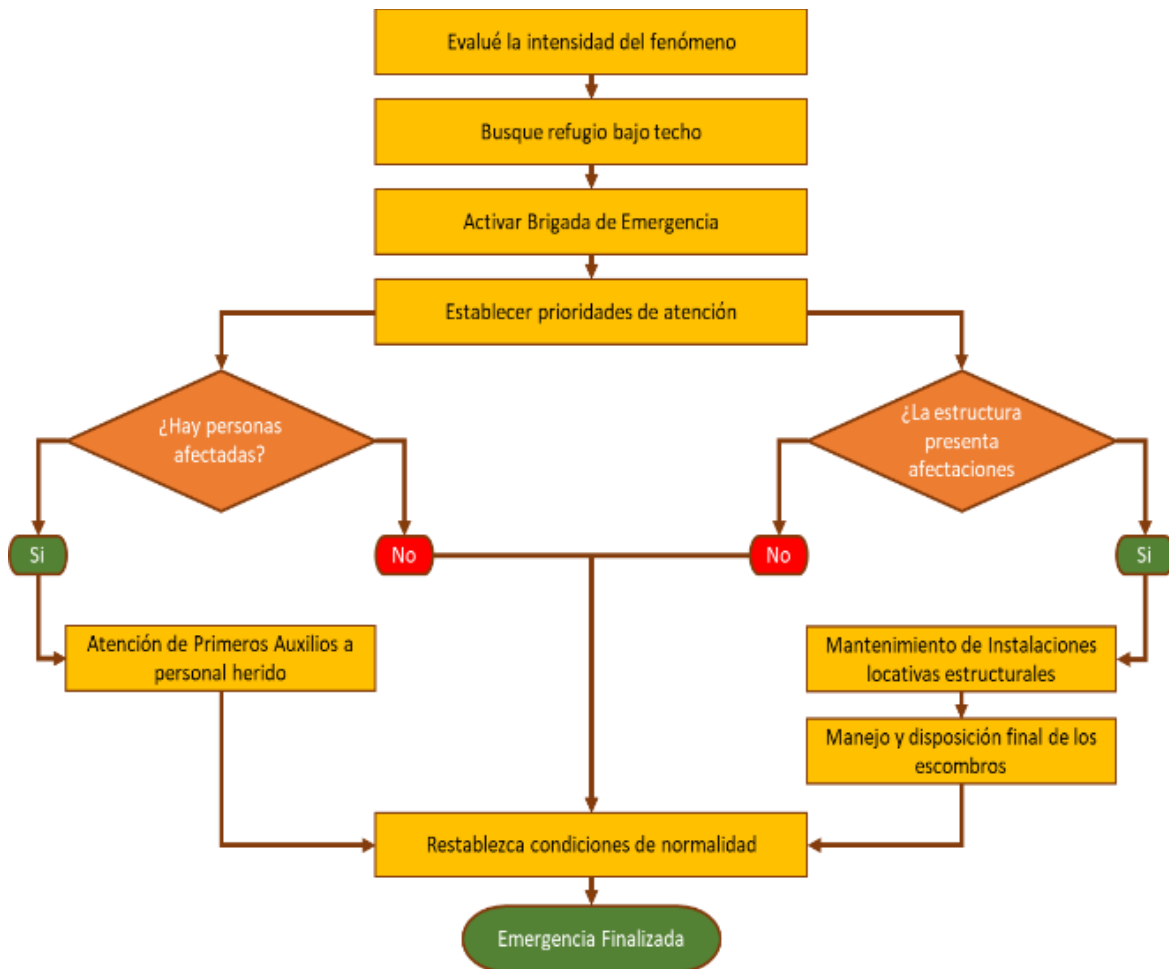 Evalué la intensidad del fenómeno
Busque refugio bajo techo
Activar Brigada de Emergencia
Establecer prioridades de atención
¿Hay personas
afectadas?
¿La estructura
presenta
afectaciones
Si
No
No
Si
Atención de Primeros Auxilios a
personal herido
Mantenimiento de Instalaciones
locativas estructurales
Manejo y disposición final de los
escombros
Restablezca condiciones de normalidad
Emergencia Finalizada